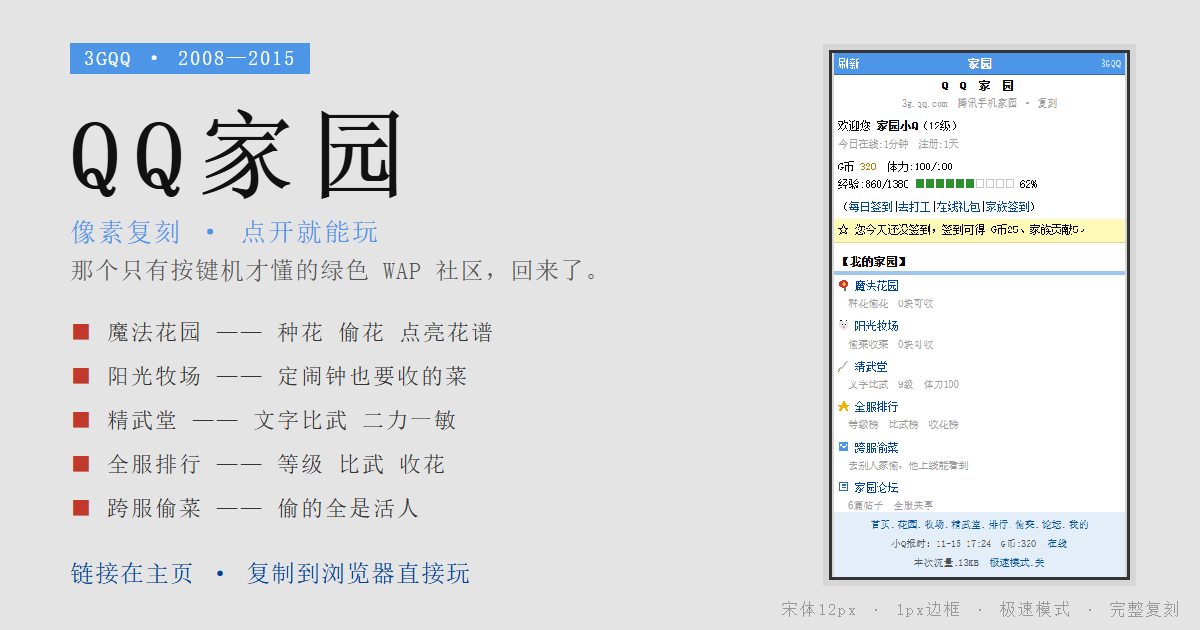 3GQQ • 2008—2015
QQ家园
像素复刻 • 点开就能玩
那个只有按键机才懂的绿色 WAP 社区，回来了。
■ 魔法花园 —— 种花 偷花 点亮花谱
■ 阳光牧场 —— 定闹钟也要收的菜
■ 精武堂 —— 文字比武 二力一敏
■ 全服排行 —— 等级 比武 收花
■ 跨服偷菜 —— 偷的全是活人
链接在主页 • 复制到浏览器直接玩
刷新 家园 3GQQ
Q Q 家 园
3g.qq.com 腾讯手机家园 • 复刻
欢迎您 家园小Q（12级）
今日在线:1分钟 注册:1天
G币 320 体力:100/100
经验:860/1380 62%
（每日签到|去打工|在线礼包|家族签到）
☆ 您今天还没签到，签到可得 G币25、家族贡献5。
【我的家园】
魔法花园
种花偷花 0块可收
阳光牧场
偷菜收菜 0块可收
精武堂
文字比武 9级 体力100
全服排行
等级榜 比武榜 收花榜
跨服偷菜
去别人家偷，他上线能看到
家园论坛
6篇帖子 全服共享
首页.花园.牧场.精武堂.排行.偷菜.论坛.我的
小Q报时: 11-15 17:24 G币:320 在线
本次流量.13KB 极速模式.关
宋体12px · 1px边框 · 极速模式 · 完整复刻